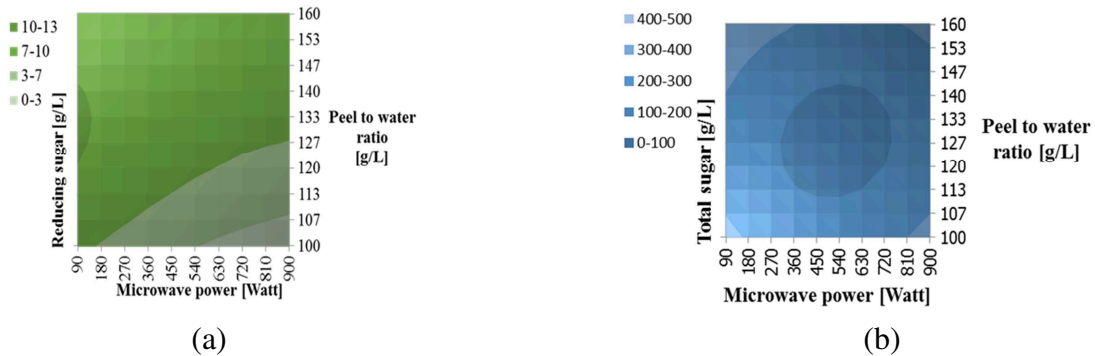 10-13
7-10
3-7
0-3
Reducing sugar [g/L]
160
153
147
140
133
127
120
113
107
100
Peel to water
ratio
[g/L]
90 180 270 360 450 540 630 720 810 900
Microwave power [Watt]
(a)
400-500
300-400
200-300
100-200
0-100
Total sugar [g/L]
160
153
147
140
133
127
120
113
107
100
Peel to water
ratio [g/L]
90 180 270 360 450 540 630 720 810 900
Microwave power [Watt]
(b)